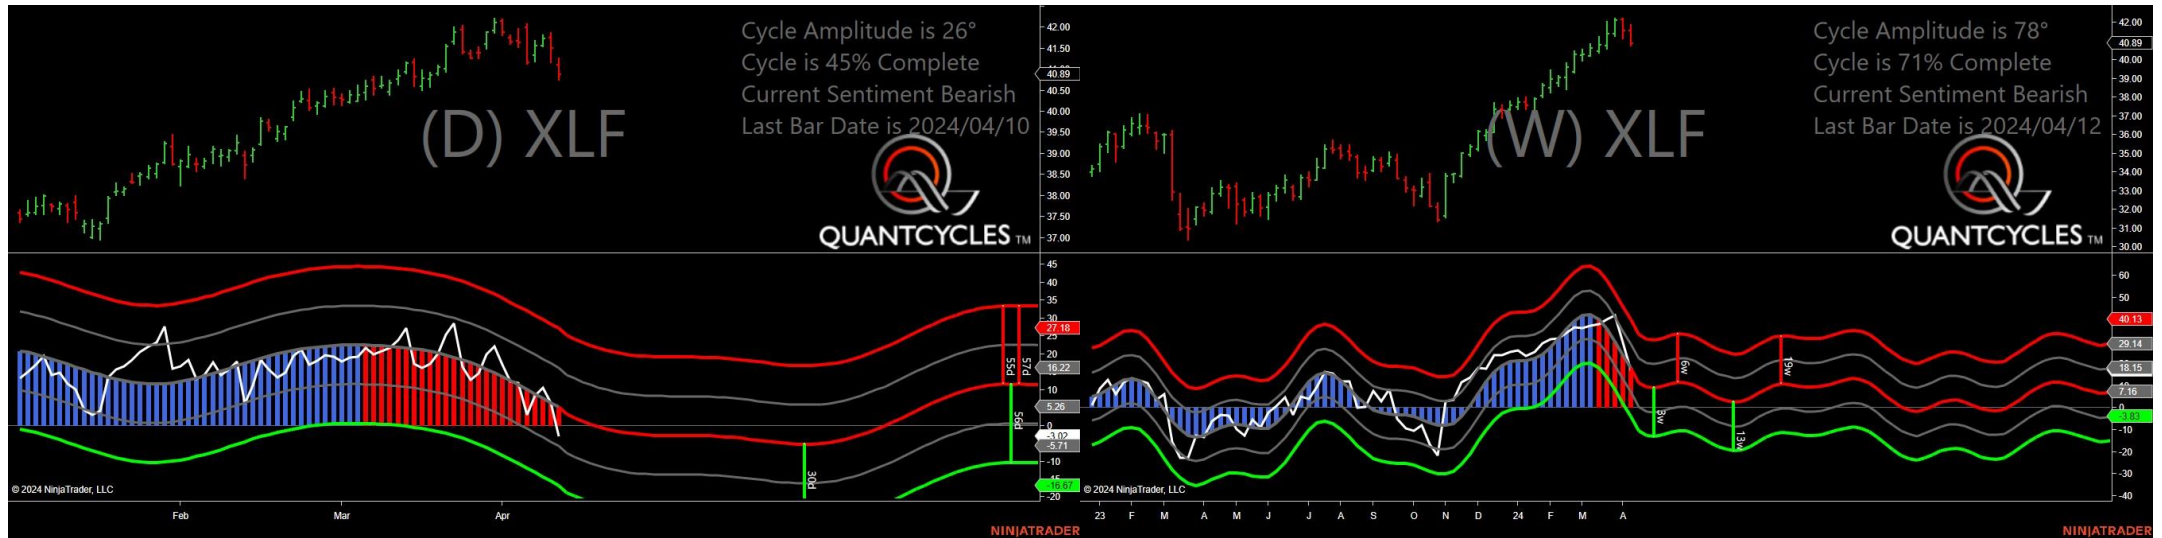 Cycle Amplitude is 26°
Cycle is 45% Complete
Current Sentiment Bearish
Last Bar Date is 2024/04/10
(D) XLF
QUANTCYCLES TM
42.00
41.50
40.89
40.50
40.00
39.50
39.00
38.50
38.00
37.50
37.00
45
40
35
30
27.18
25
20
16.22
10
5.26
0
-3.02
-5.71
-10
-16.67
-20
55d
57d
56d
30d
© 2024 NinjaTrader, LLC
Feb
Mar
Apr
NINJATRADER
Cycle Amplitude is 78°
Cycle is 71% Complete
Current Sentiment Bearish
Last Bar Date is 2024/04/12
(W) XLF
QUANTCYCLES TM
42.00
40.89
40.00
39.00
38.00
37.00
36.00
35.00
34.00
33.00
32.00
31.00
30.00
60
50
40.13
29.14
18.15
7.16
0
-3.83
-10
-20
-30
-40
6w
19w
8w
13w
© 2024 NinjaTrader, LLC
23
F
M
A
M
J
J
A
S
O
N
D
24
F
M
A
NINJATRADER